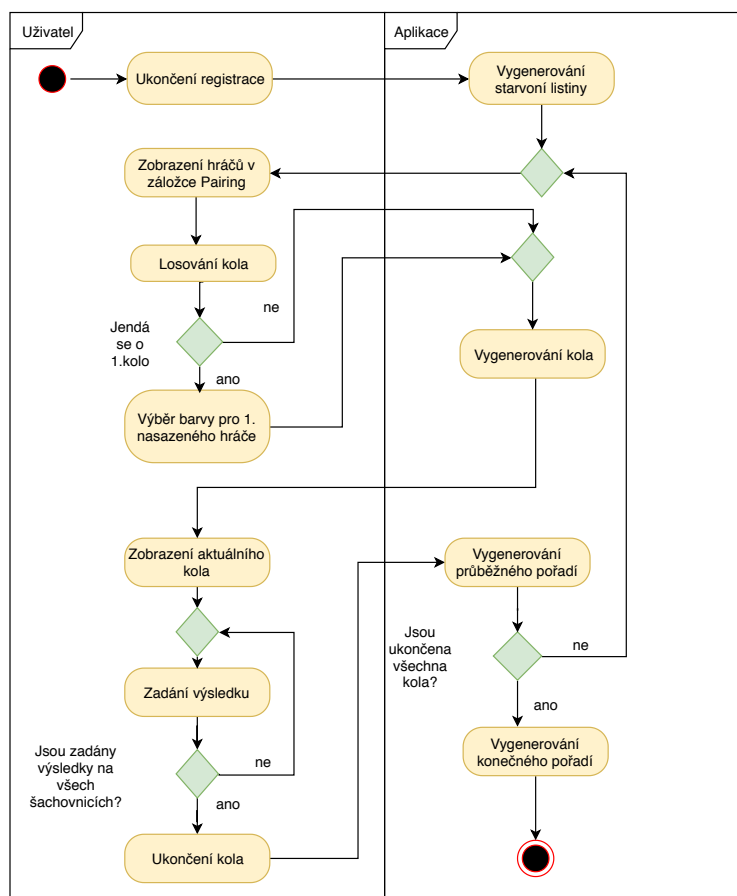 Uživatel
Aplikace
Ukončení registrace
Vygenerování
starvoní listiny
Zobrazení hráčů v
záložce Pairing
Losování kola
ne
Jendá
se o
1.kolo
ano
Vygenerování kola
Výběr barvy pro 1.
nasazeného hráče
Zobrazení aktuálního
kola
Vygenerování
průběžného pořadí
Jsou
ukončena
všechna
kola?
ne
Zadání výsledku
ano
Jsou zadány
výsledky na
všech
šachovnicích?
ne
Vygenerování
konečného pořadí
ano
Ukončení kola